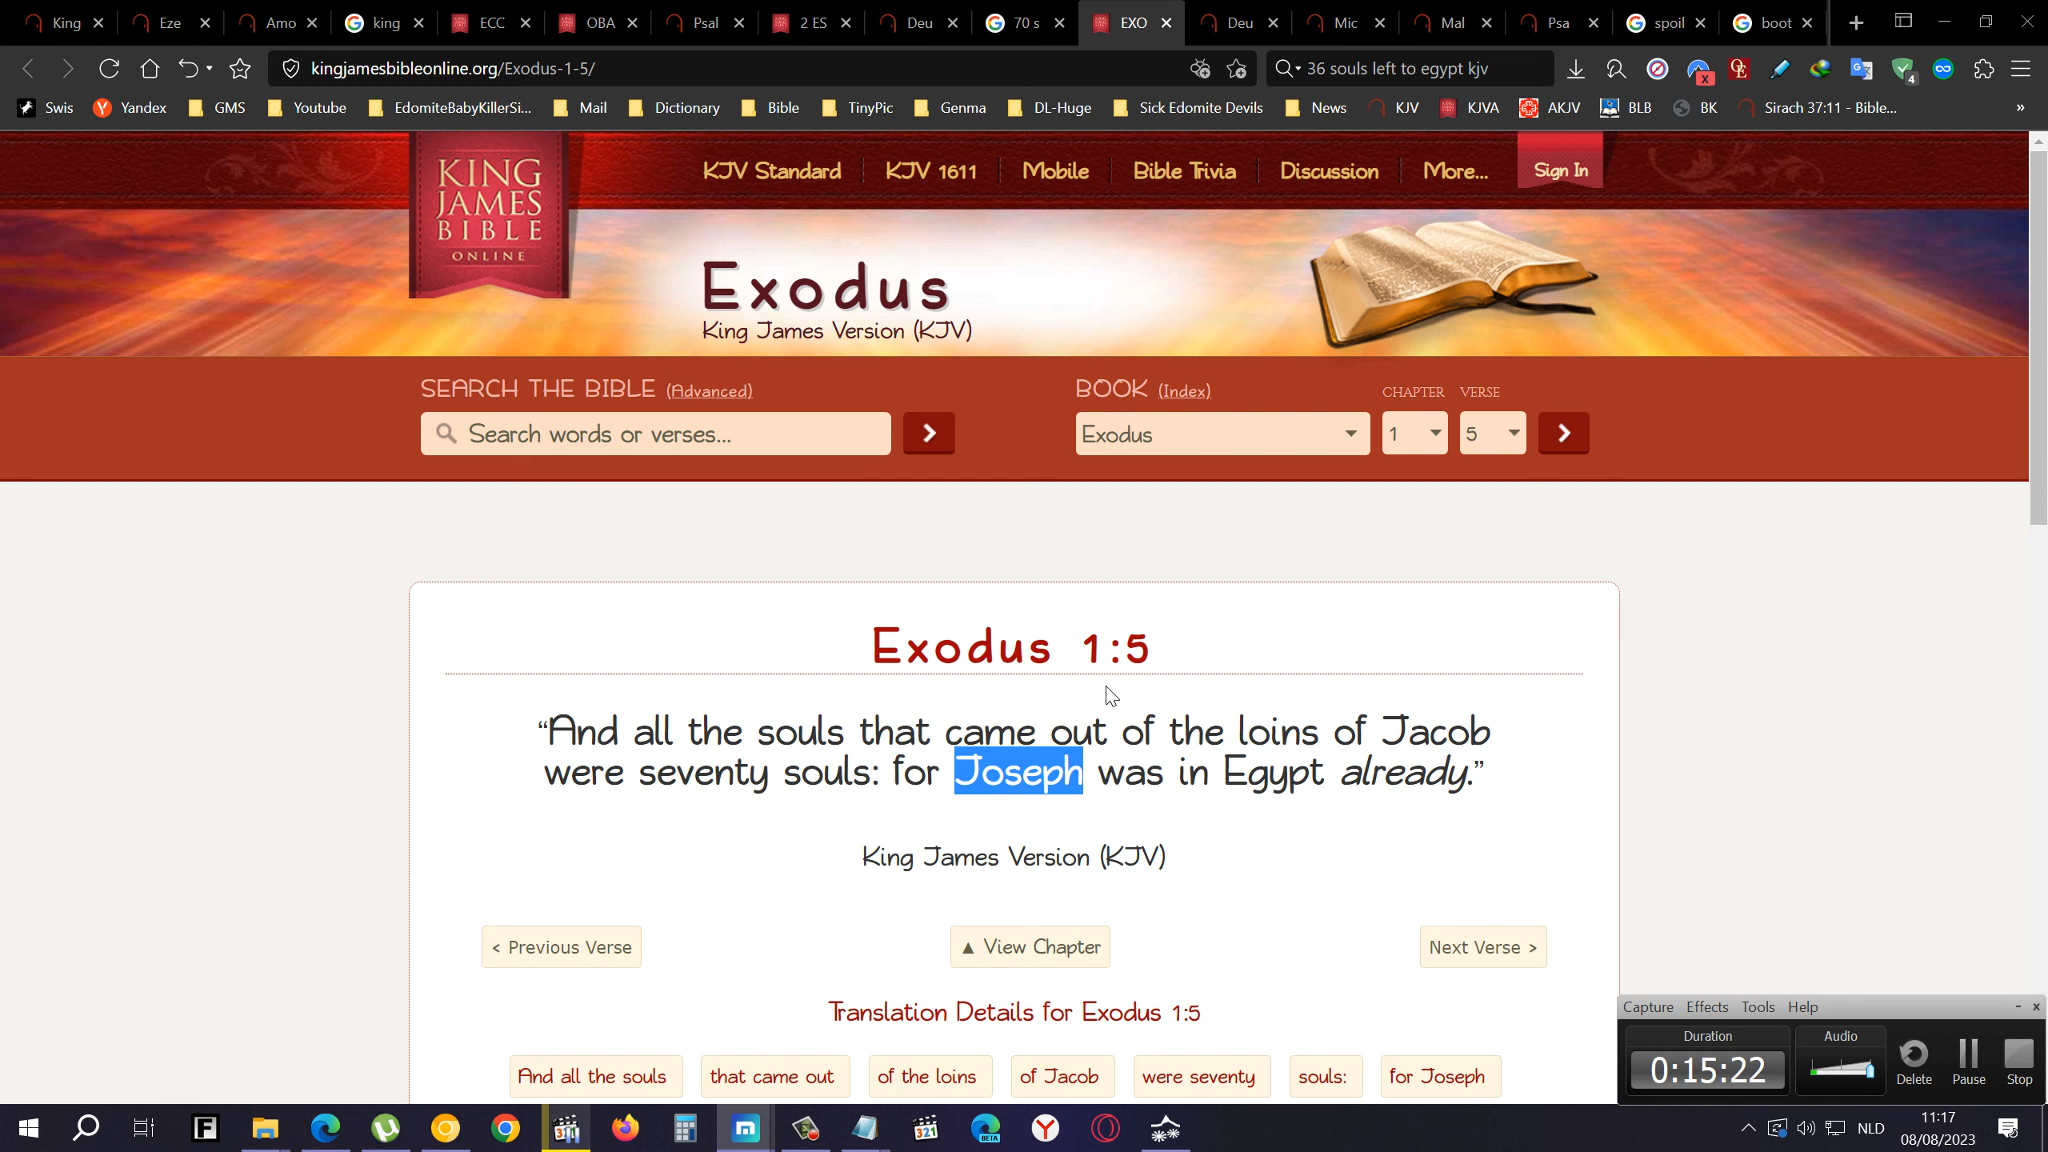 King
Eze
Amo
king
ECC
OBA
Psal
2 ES
Deu
70 s
EXO
Deu
Mic
Mal
Psa
spoil
boot
kingjamesbibleonline.org/Exodus-1-5/
36 souls left to egypt kjv
Swis
Yandex
GMS
Youtube
EdomiteBabyKillerSi...
Mail
Dictionary
Bible
TinyPic
Genma
DL-Huge
Sick Edomite Devils
News
KJV
KJVA
AKJV
BLB
BK
Sirach 37:11 - Bible...
»
KING
JAMES
BIBLE
ONLINE
KJV Standard
KJV 1611
Mobile
Bible Trivia
Discussion
More...
Sign In
Exodus
King James Version (KJV)
SEARCH THE BIBLE (Advanced)
Search words or verses...
BOOK (Index)
Exodus
CHAPTER
1
VERSE
5
Exodus 1:5
“And all the souls that came out of the loins of Jacob
were seventy souls: for Joseph was in Egypt already.”
King James Version (KJV)
< Previous Verse
▲ View Chapter
Next Verse >
Translation Details for Exodus 1:5
And all the souls
that came out
of the loins
of Jacob
were seventy
souls:
for Joseph
Capture Effects Tools Help
Duration
0:15:22
Audio
Delete
Pause
Stop
321
BETA
NLD
11:17
08/08/2023